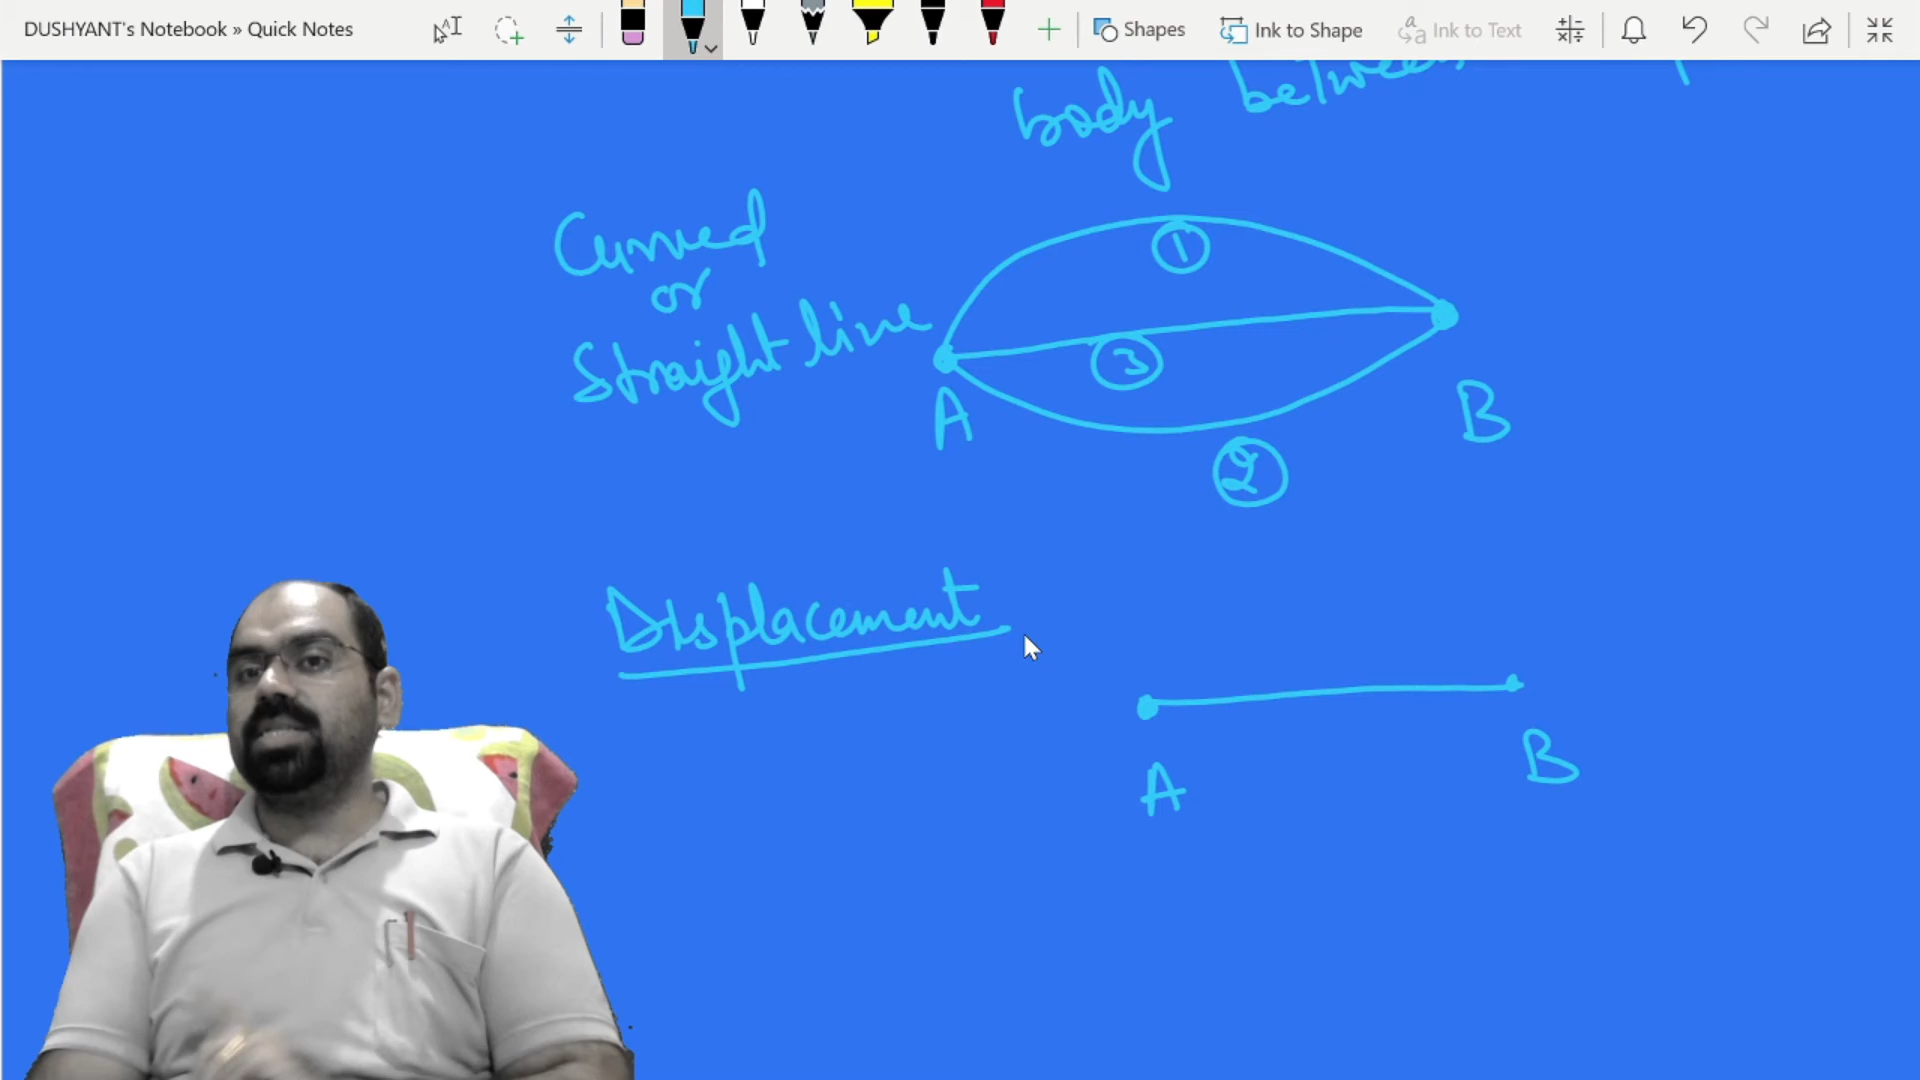 DUSHYANT's Notebook » Quick Notes
Shapes
Ink to Shape
Ink to Text
body between
Curved
or
Straight line
1
3
2
A
B
Displacement
A
B